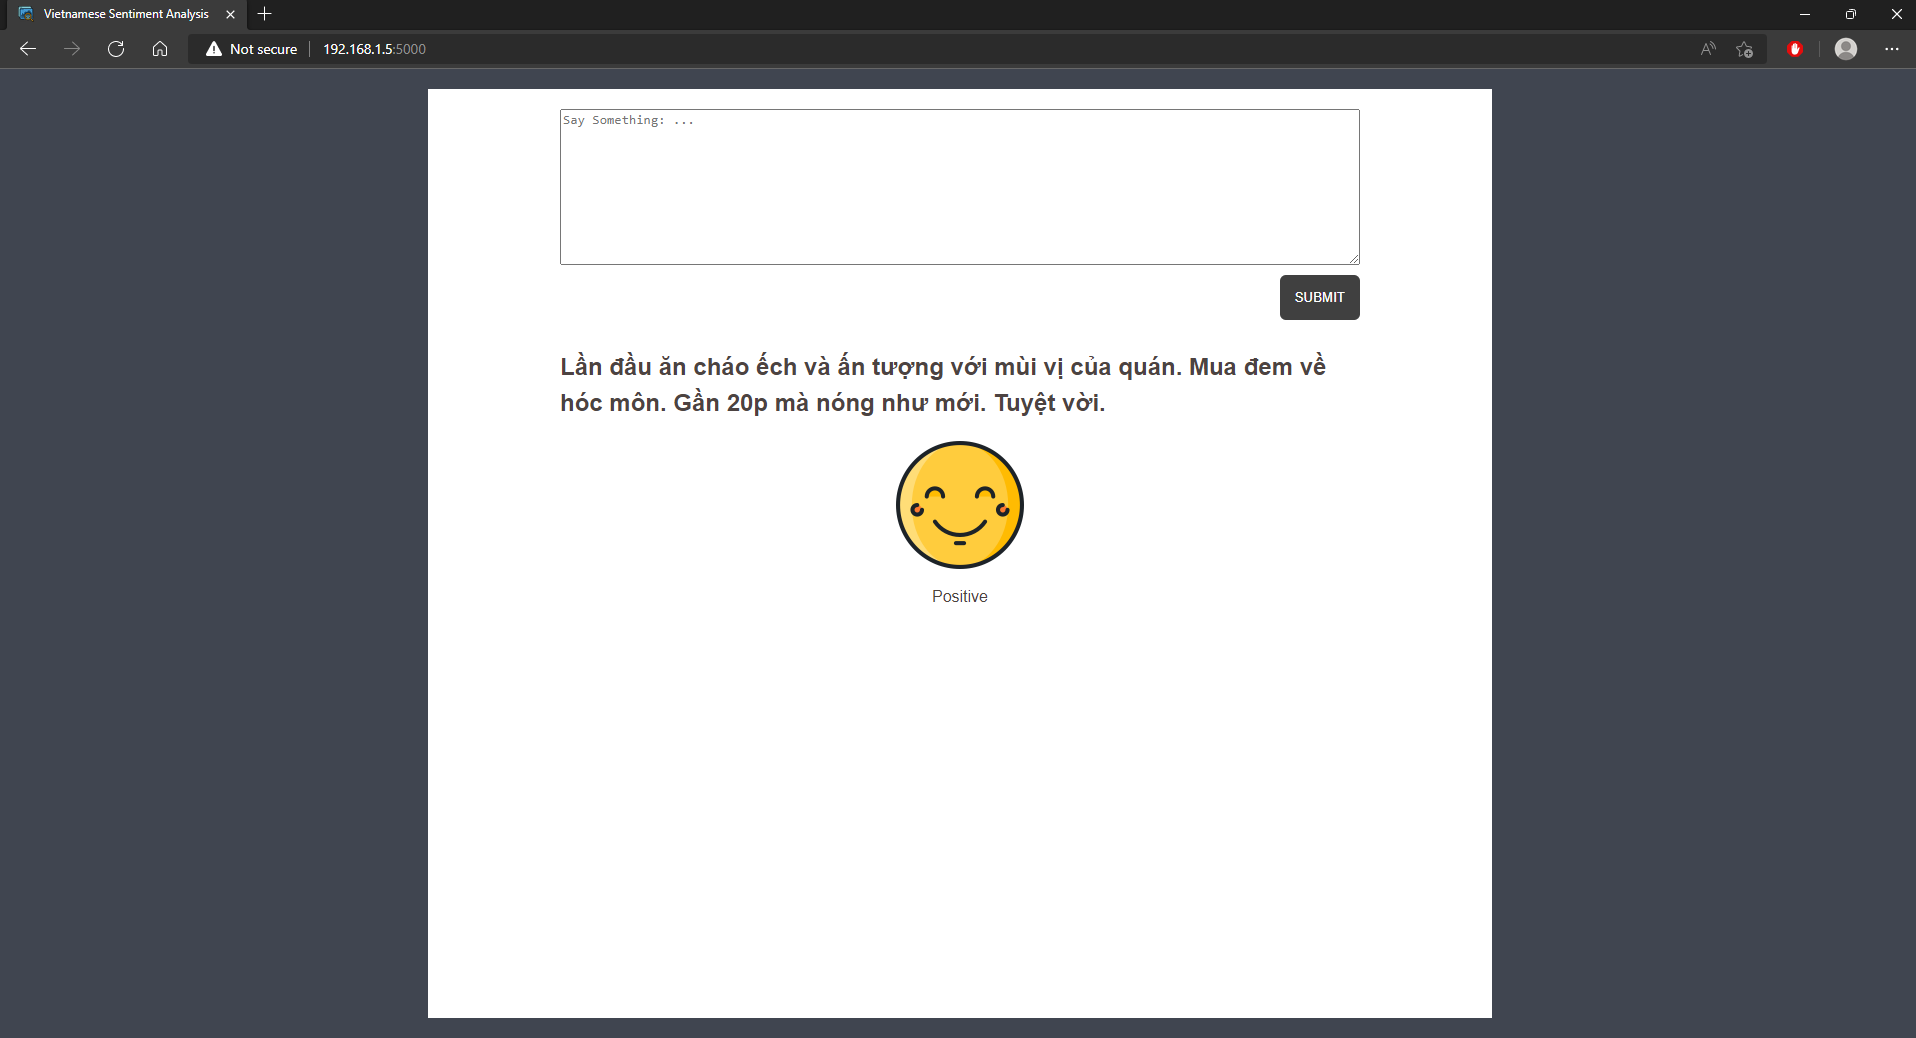 Vietnamese Sentiment Analysis
Not secure
192.168.1.5:5000
Say Something: ...
SUBMIT
Lần đầu ăn cháo ếch và ấn tượng với mùi vị của quán. Mua đem về
hóc môn. Gần 20p mà nóng như mới. Tuyệt vời.
Positive